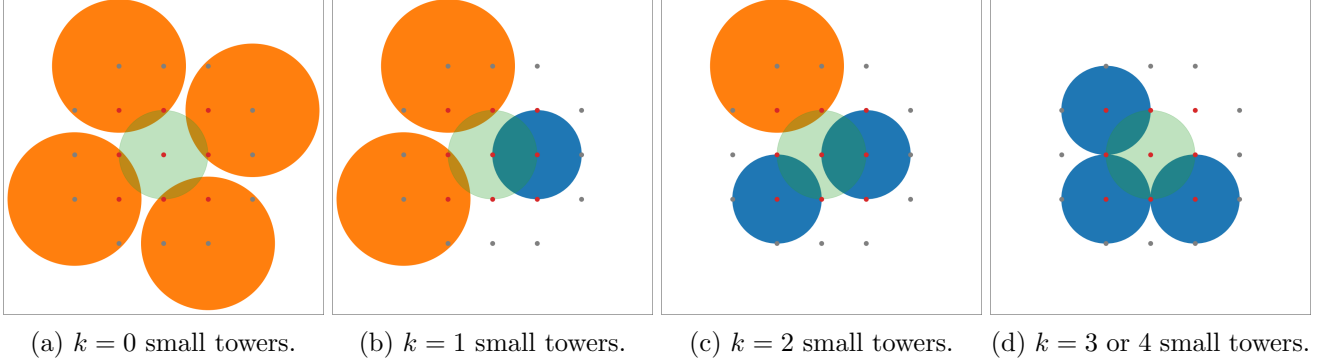 (a) k = 0 small towers.
(b) k = 1 small towers.
(c) k = 2 small towers.
(d) k = 3 or 4 small towers.